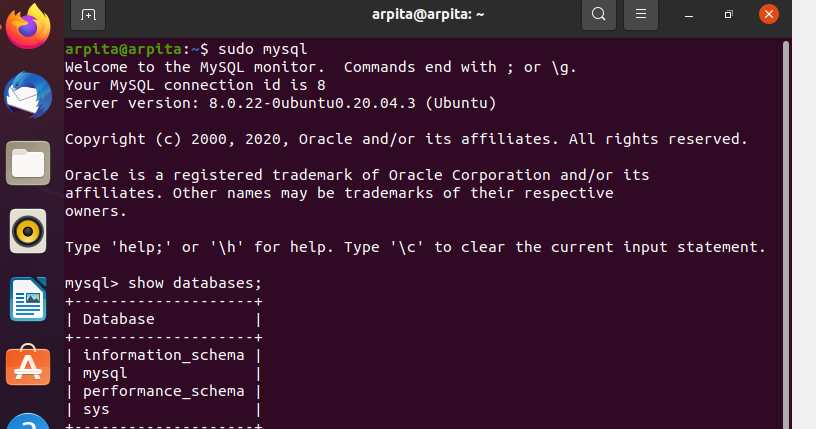 arpita@arpita: ~
arpita@arpita:~$ sudo mysql
Welcome to the MySQL monitor.  Commands end with ; or \g.
Your MySQL connection id is 8
Server version: 8.0.22-0ubuntu0.20.04.3 (Ubuntu)
Copyright (c) 2000, 2020, Oracle and/or its affiliates. All rights reserved.
Oracle is a registered trademark of Oracle Corporation and/or its
affiliates. Other names may be trademarks of their respective
owners.
Type 'help;' or '\h' for help. Type '\c' to clear the current input statement.
mysql> show databases;
+--------------------+
| Database           |
+--------------------+
| information_schema |
| mysql              |
| performance_schema |
| sys                |
+--------------------+